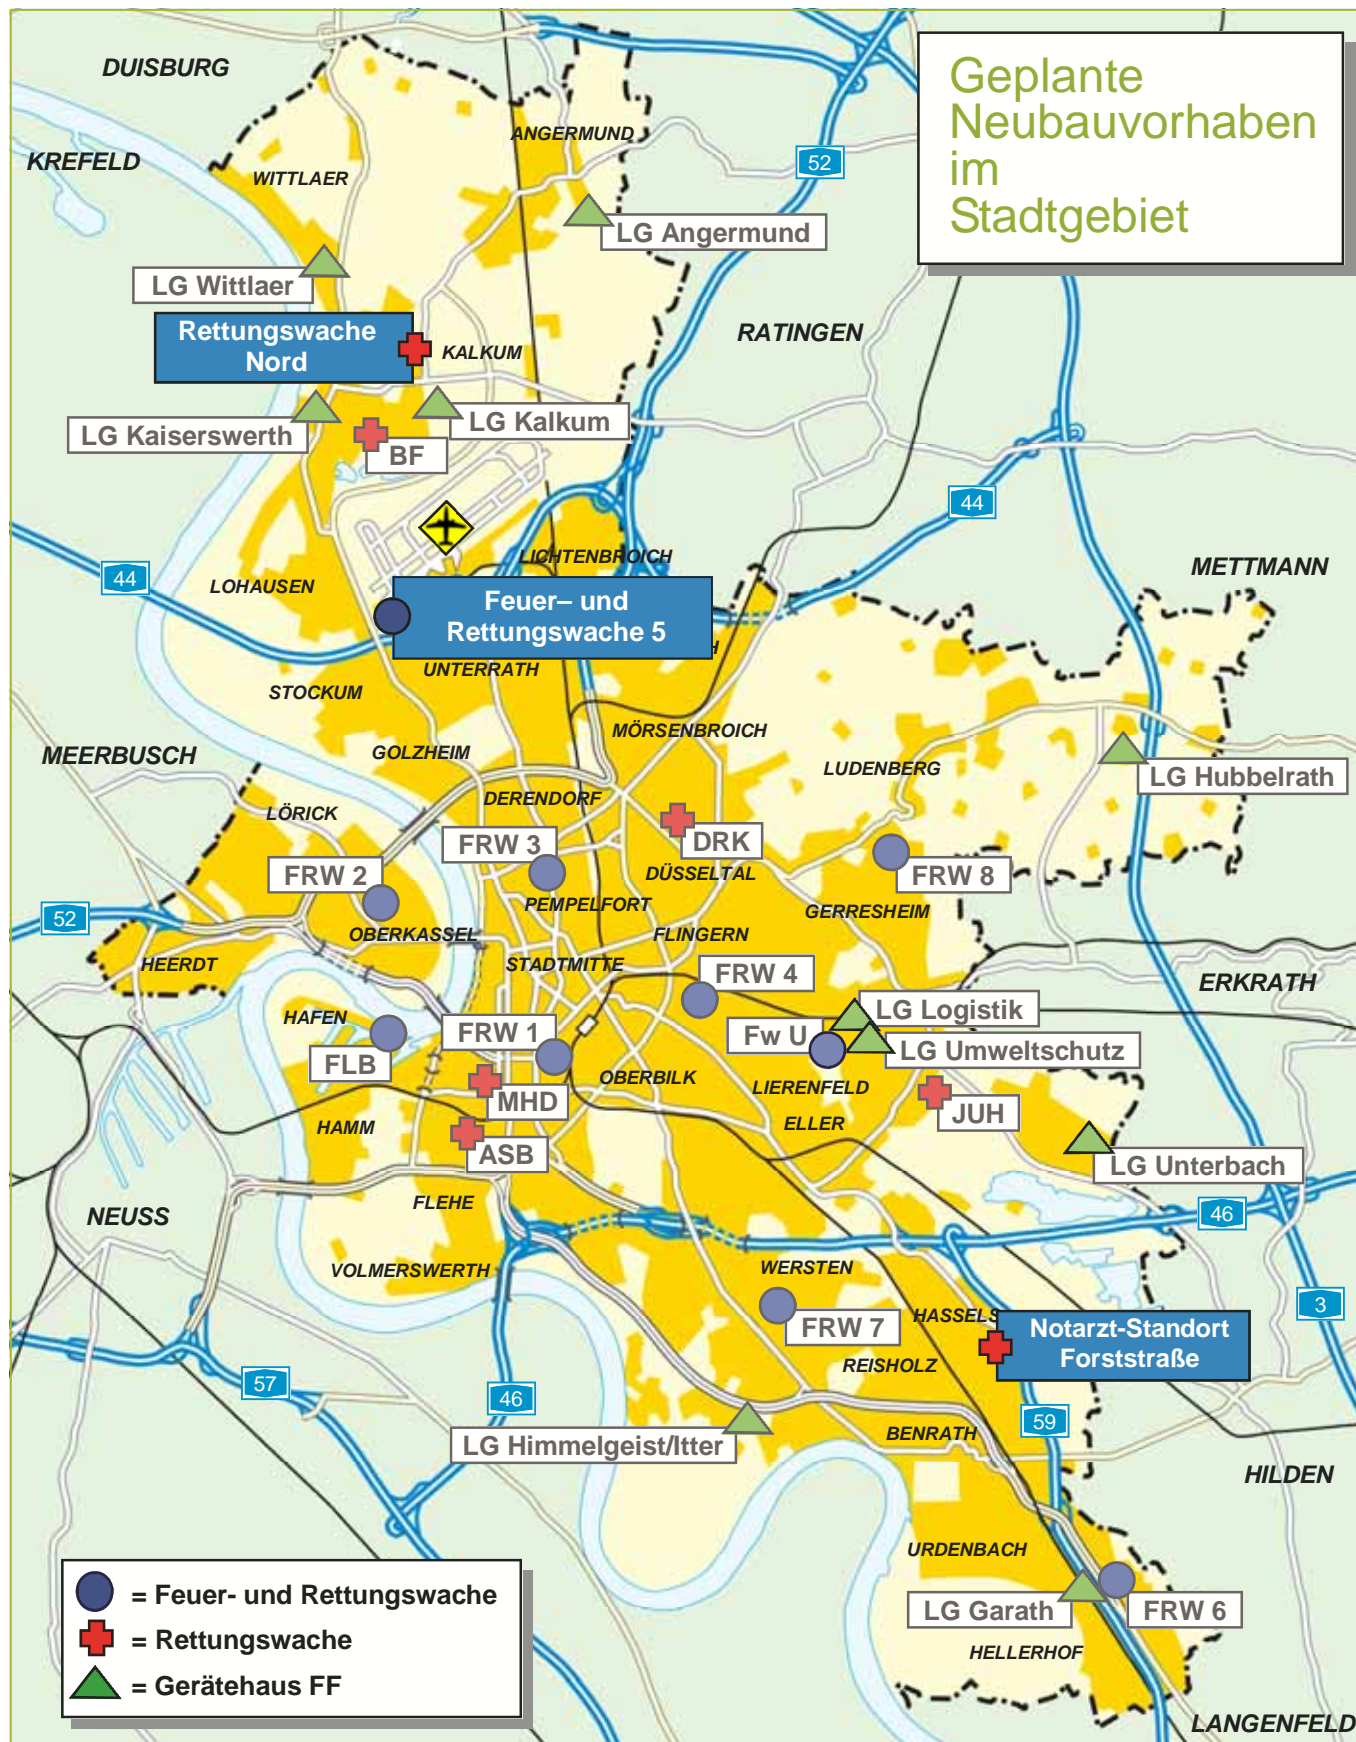 Geplante
Neubauvorhaben
im
Stadtgebiet
DUISBURG
KREFELD
ANGERMUND
52
WITTLAER
LG Angermund
LG Wittlaer
Rettungswache
Nord
KALKUM
RATINGEN
LG Kaiserswerth
LG Kalkum
BF
44
LICHTENBROICH
METTMANN
44
LOHAUSEN
Feuer– und
Rettungswache 5
H
UNTERRATH
STOCKUM
MÖRSENBROICH
GOLZHEIM
MEERBUSCH
LUDENBERG
LG Hubbelrath
DERENDORF
LÖRICK
FRW 3
DRK
FRW 2
DÜSSELTAL
FRW 8
PEMPELFORT
GERRESHEIM
52
OBERKASSEL
FLINGERN
HEERDT
STADTMITTE
FRW 4
ERKRATH
LG Logistik
HAFEN
FRW 1
Fw U
LG Umweltschutz
FLB
OBERBILK
LIERENFELD
MHD
JUH
HAMM
ELLER
ASB
LG Unterbach
FLEHE
NEUSS
46
VOLMERSWERTH
WERSTEN
3
HASSELS
FRW 7
Notarzt-Standort
Forststraße
REISHOLZ
57
46
59
BENRATH
LG Himmelgeist/Itter
HILDEN
URDENBACH
LG Garath
FRW 6
HELLERHOF
LANGENFELD
= Feuer- und Rettungswache
= Rettungswache
= Gerätehaus FF